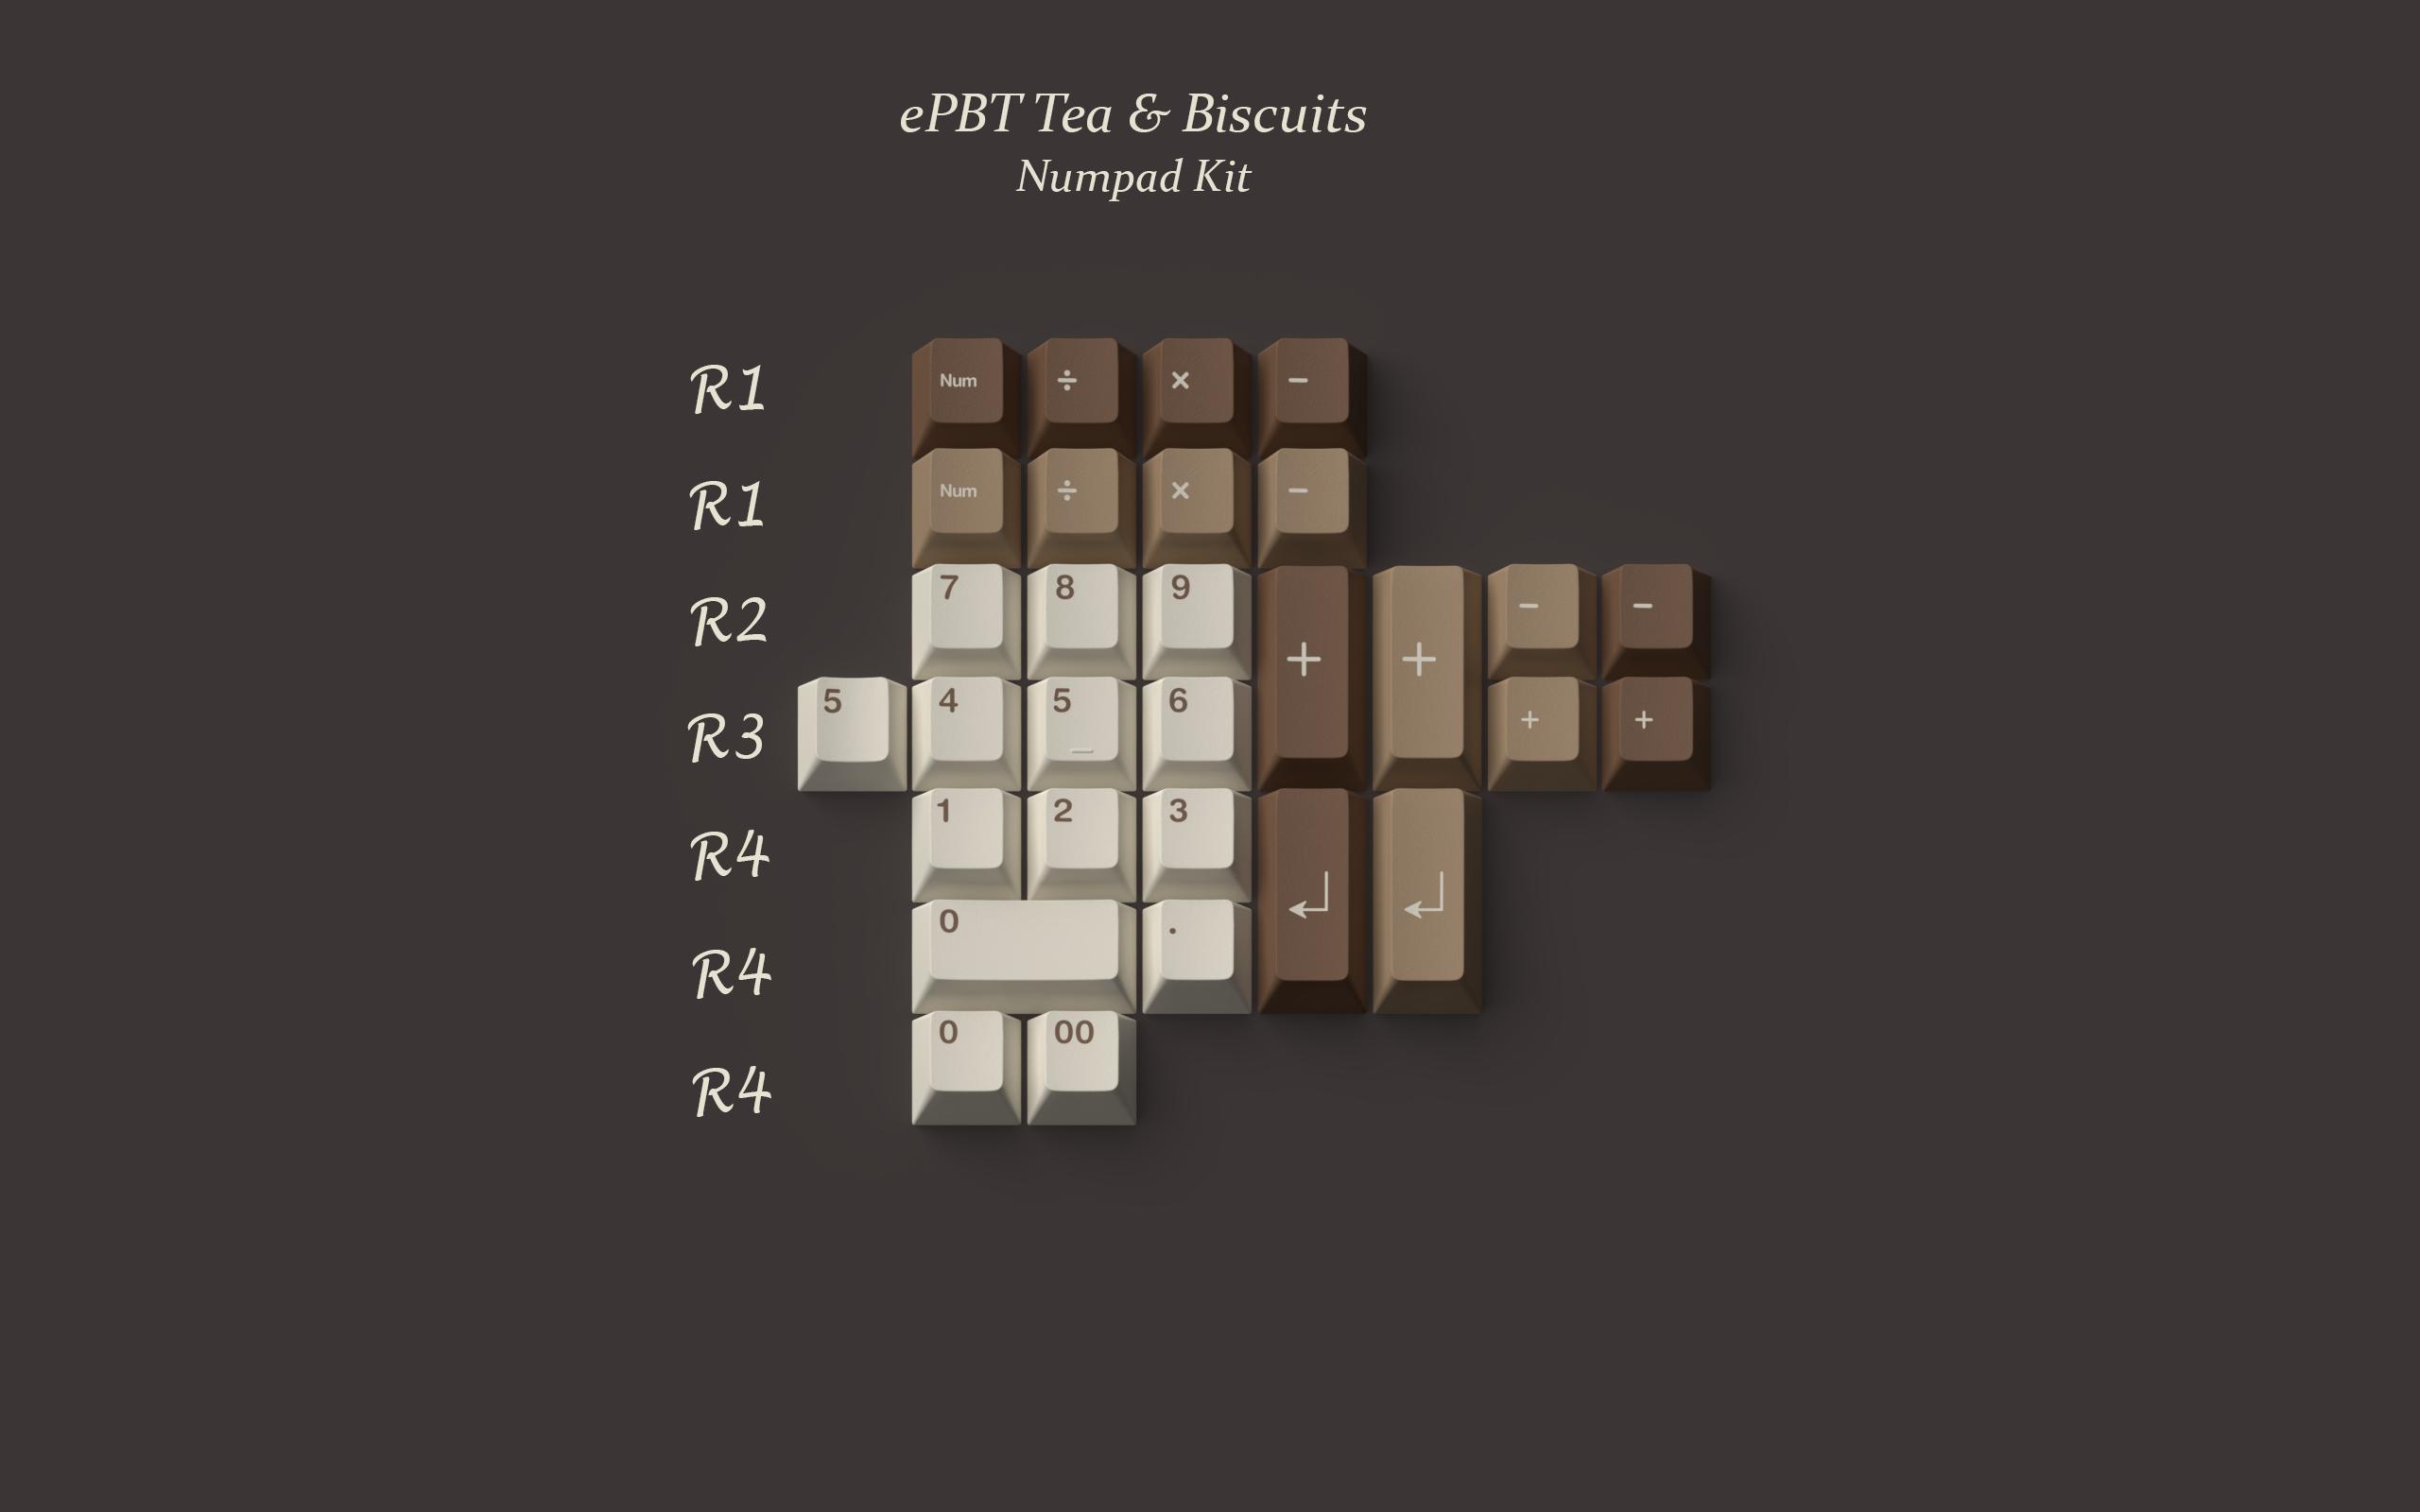 ePBT Tea & Biscuits
Numpad Kit
R1 Num ÷ × −
R1 Num ÷ × −
R2 7 8 9 + + − −
R3 5 4 5 6 + +
R4 1 2 3 ↵ ↵
R4 0 .
R4 0 00